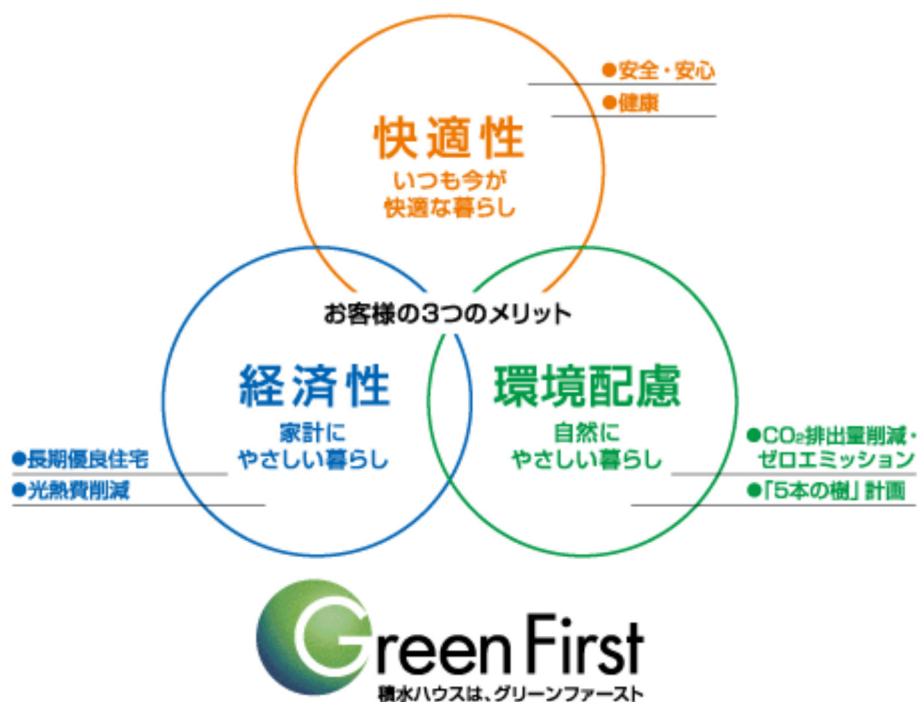 ●安全・安心
●健康
快適性
いつも今が
快適な暮らし
お客様の3つのメリット
経済性
家計に
やさしい暮らし
●長期優良住宅
●光熱費削減
環境配慮
自然に
やさしい暮らし
●CO₂排出量削減・
ゼロエミッション
●「5本の樹」計画
Green First
積水ハウスは、グリーンファースト